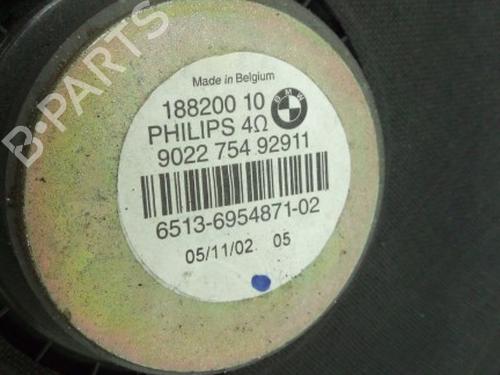 B-PARTS
Made in Belgium
188200 10
BMW
PHILIPS 4Ω
9022 754 92911
6513-6954871-02
05/11/02 05